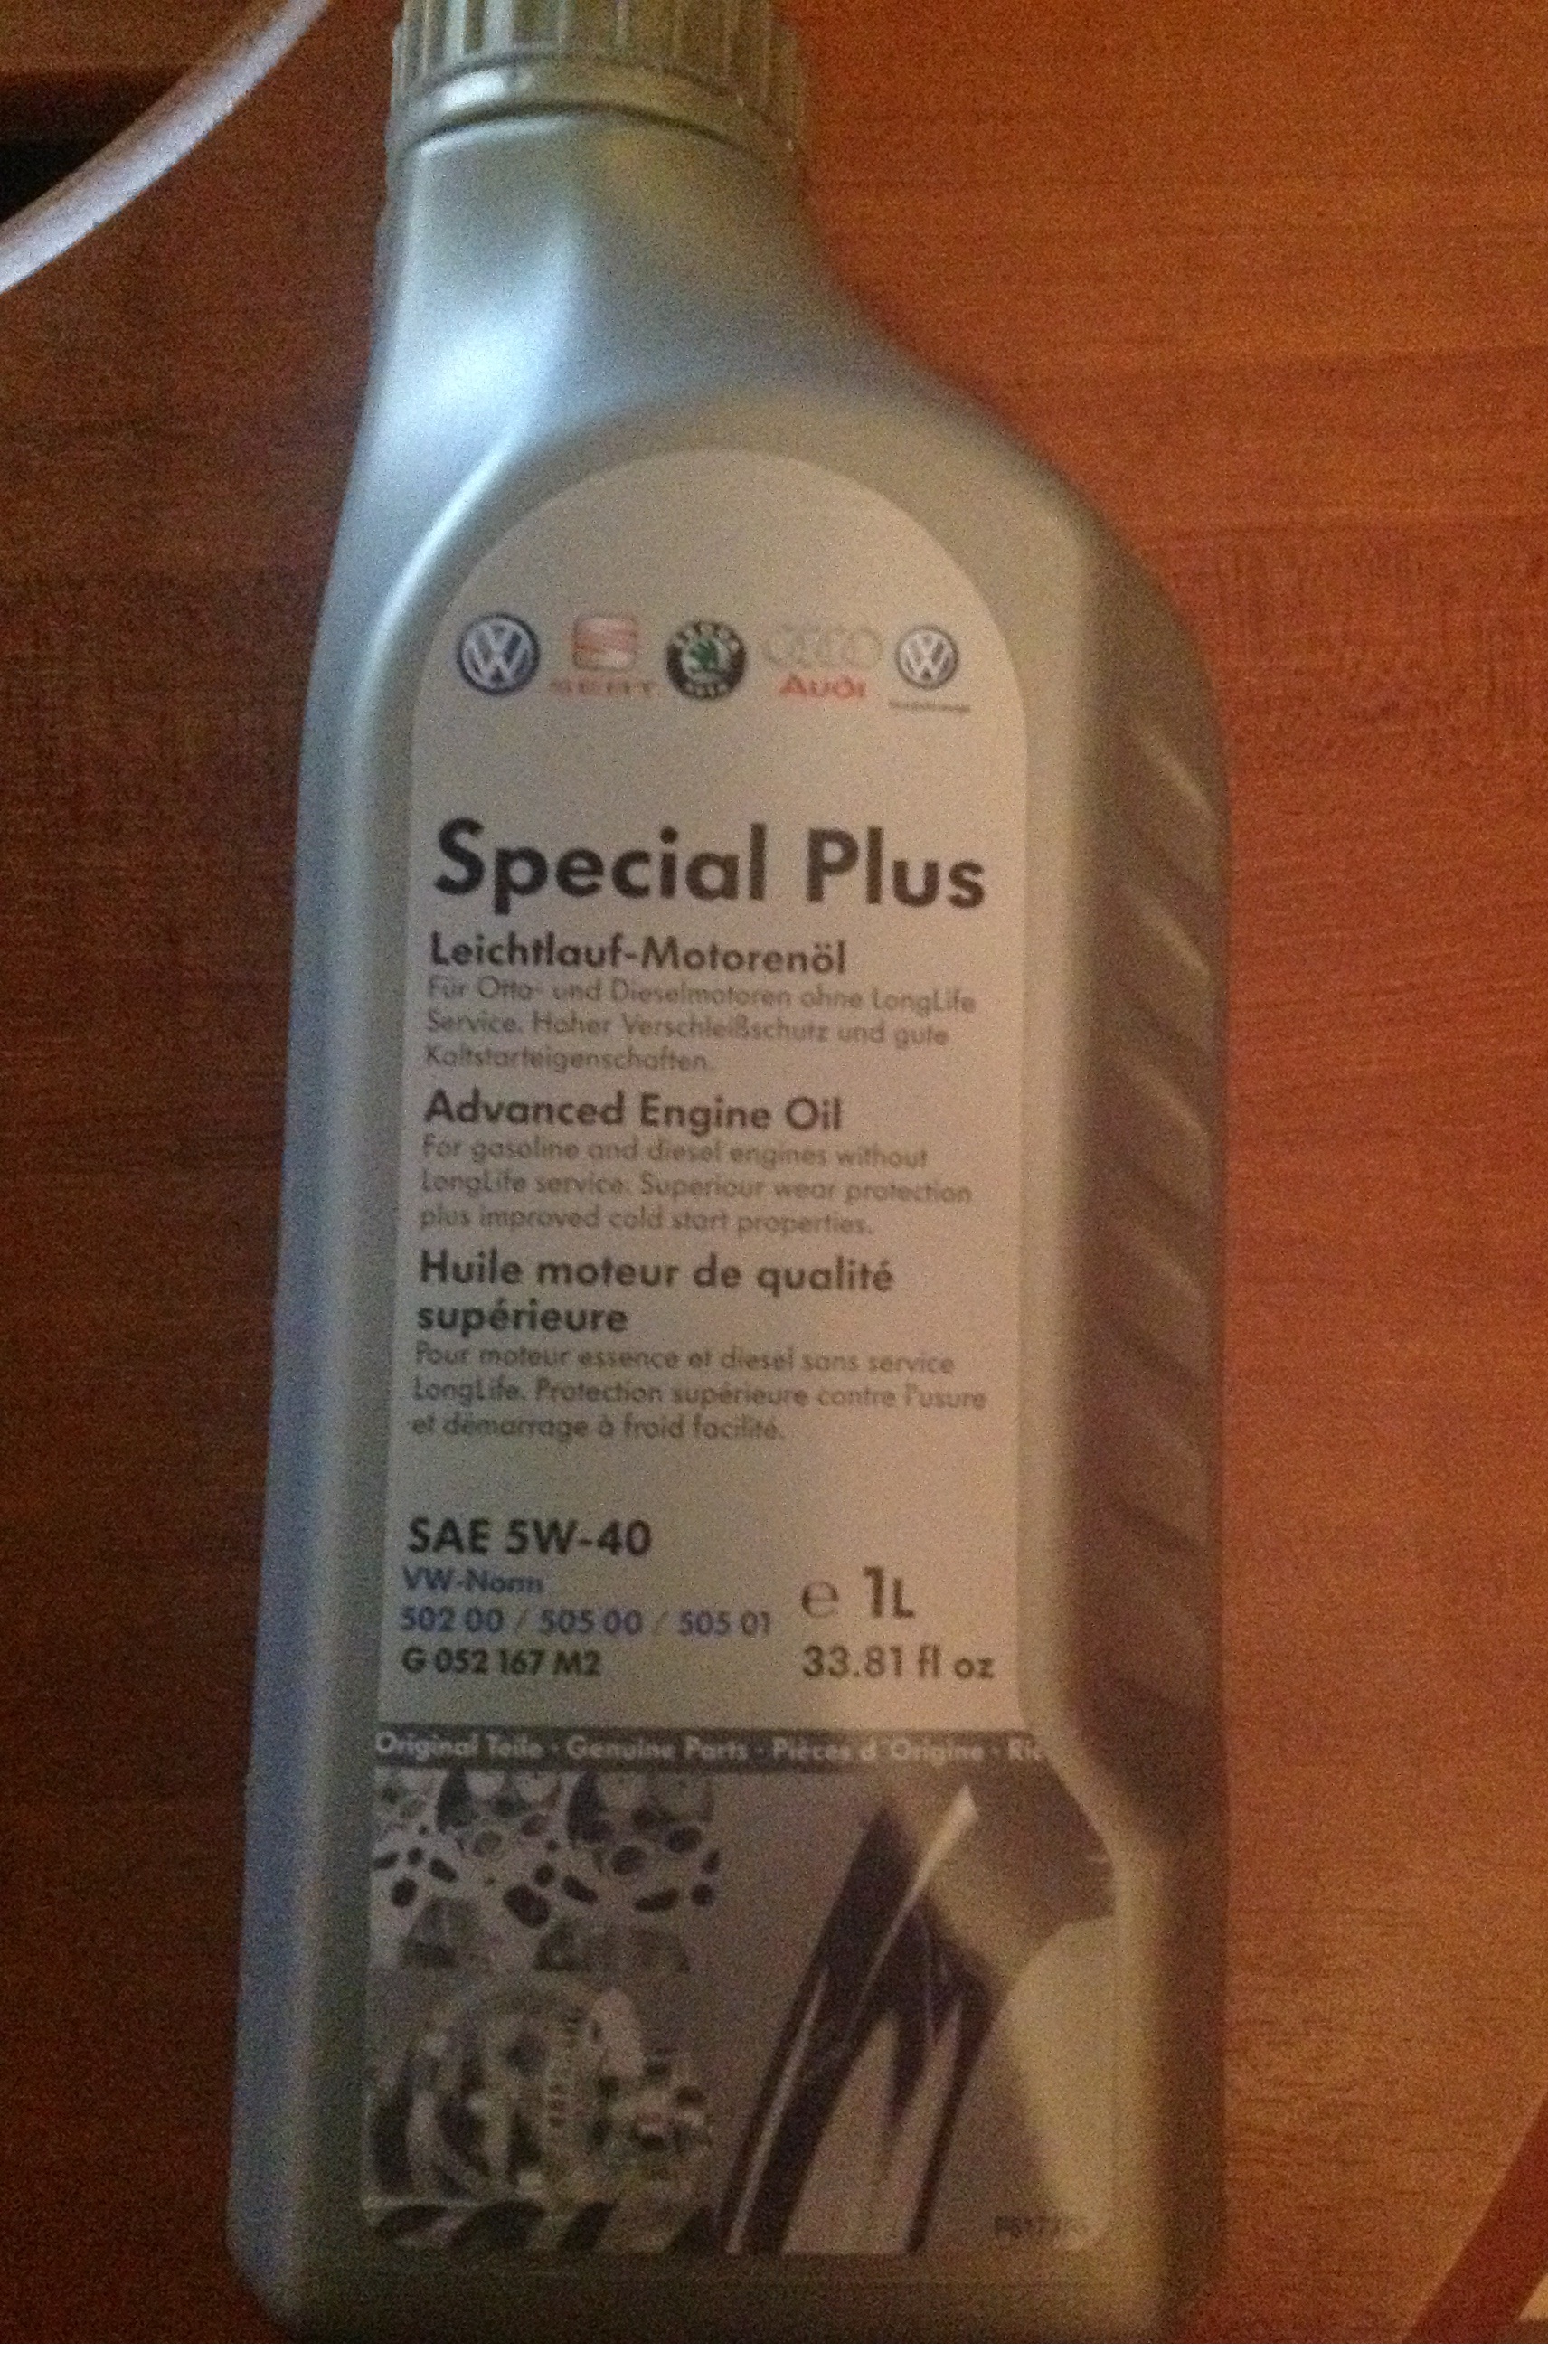 SEAT
AUDI
Special Plus
Leichtlauf-Motorenöl
Für Otto- und Dieselmotoren ohne LongLife
Service. Hoher Verschleißschutz und gute
Kaltstarteigenschaften.
Advanced Engine Oil
For gasoline and diesel engines without
LongLife service. Superiour wear protection
plus improved cold start properties.
Huile moteur de qualité
supérieure
Pour moteur essence et diesel sans service
LongLife. Protection supérieure contre l'usure
et démarrage à froid facilité.
SAE 5W-40
VW-Norm
502 00 / 505 00 / 505 01
G 052 167 M2
e 1L
33.81 fl oz
Original Teile · Genuine Parts · Pièces d'Origine · Ric